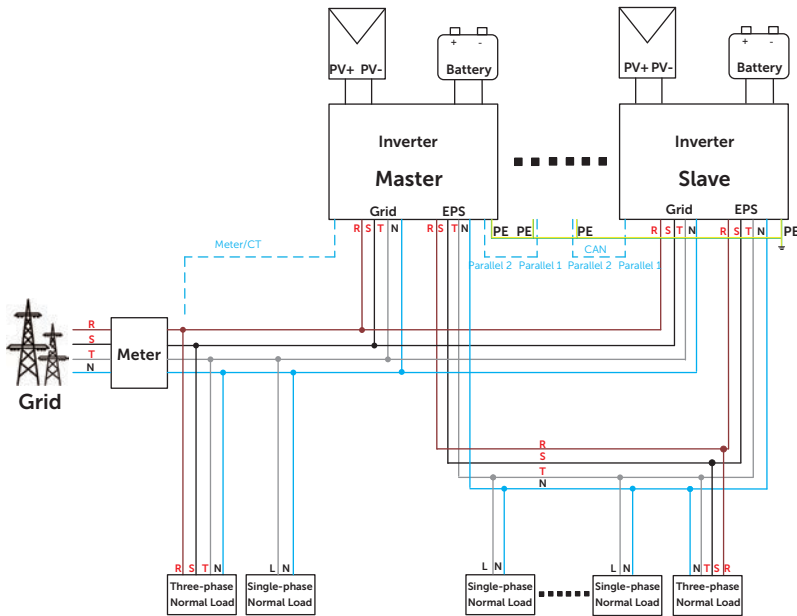 PV+ PV-
+ -
Battery
PV+ PV-
+ -
Battery
Inverter
Master
Inverter
Slave
Grid EPS
R S T N R S T N PE PE PE
Grid EPS
R S T N R S T N PE
Meter/CT
CAN
Parallel 2 Parallel 1 Parallel 2 Parallel 1
R
S
T
N
Meter
Grid
R
S
T
N
R S T N
L N
L N
L N
N T S R
Three-phase
Normal Load
Single-phase
Normal Load
Single-phase
Normal Load
Single-phase
Normal Load
Three-phase
Normal Load